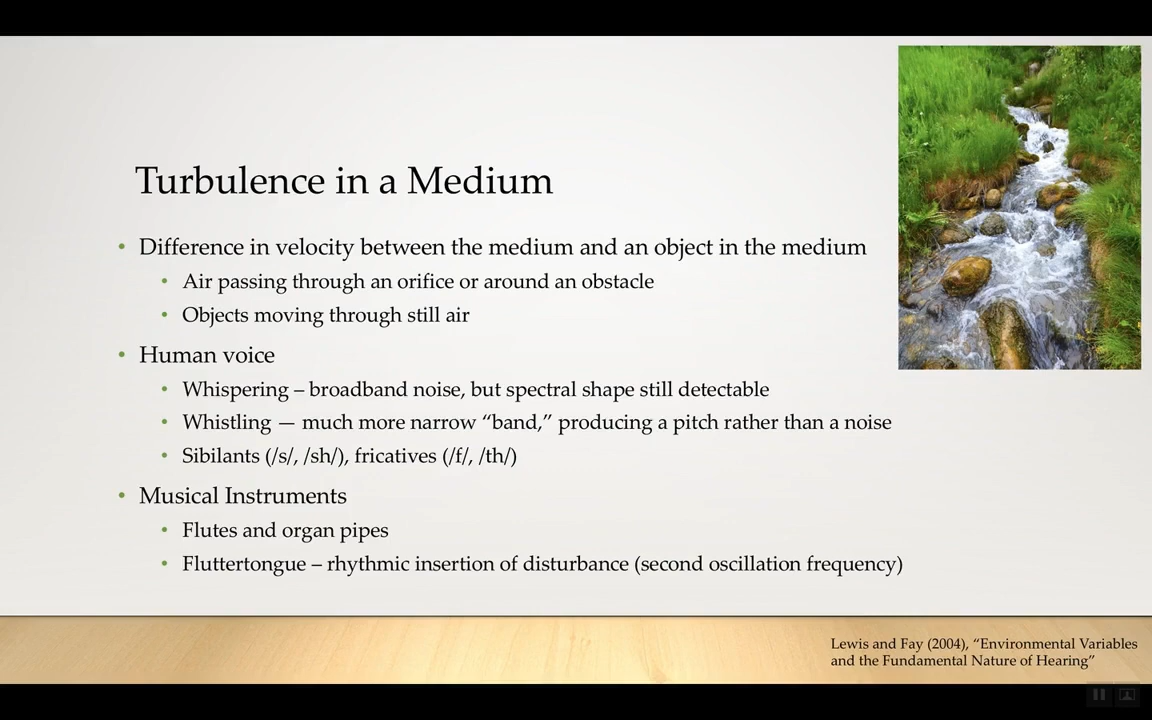 Turbulence in a Medium
• Difference in velocity between the medium and an object in the medium
• Air passing through an orifice or around an obstacle
• Objects moving through still air
• Human voice
• Whispering – broadband noise, but spectral shape still detectable
• Whistling — much more narrow “band,” producing a pitch rather than a noise
• Sibilants (/s/, /sh/), fricatives (/f/, /th/)
• Musical Instruments
• Flutes and organ pipes
• Fluttertongue – rhythmic insertion of disturbance (second oscillation frequency)
Lewis and Fay (2004), “Environmental Variables
and the Fundamental Nature of Hearing”